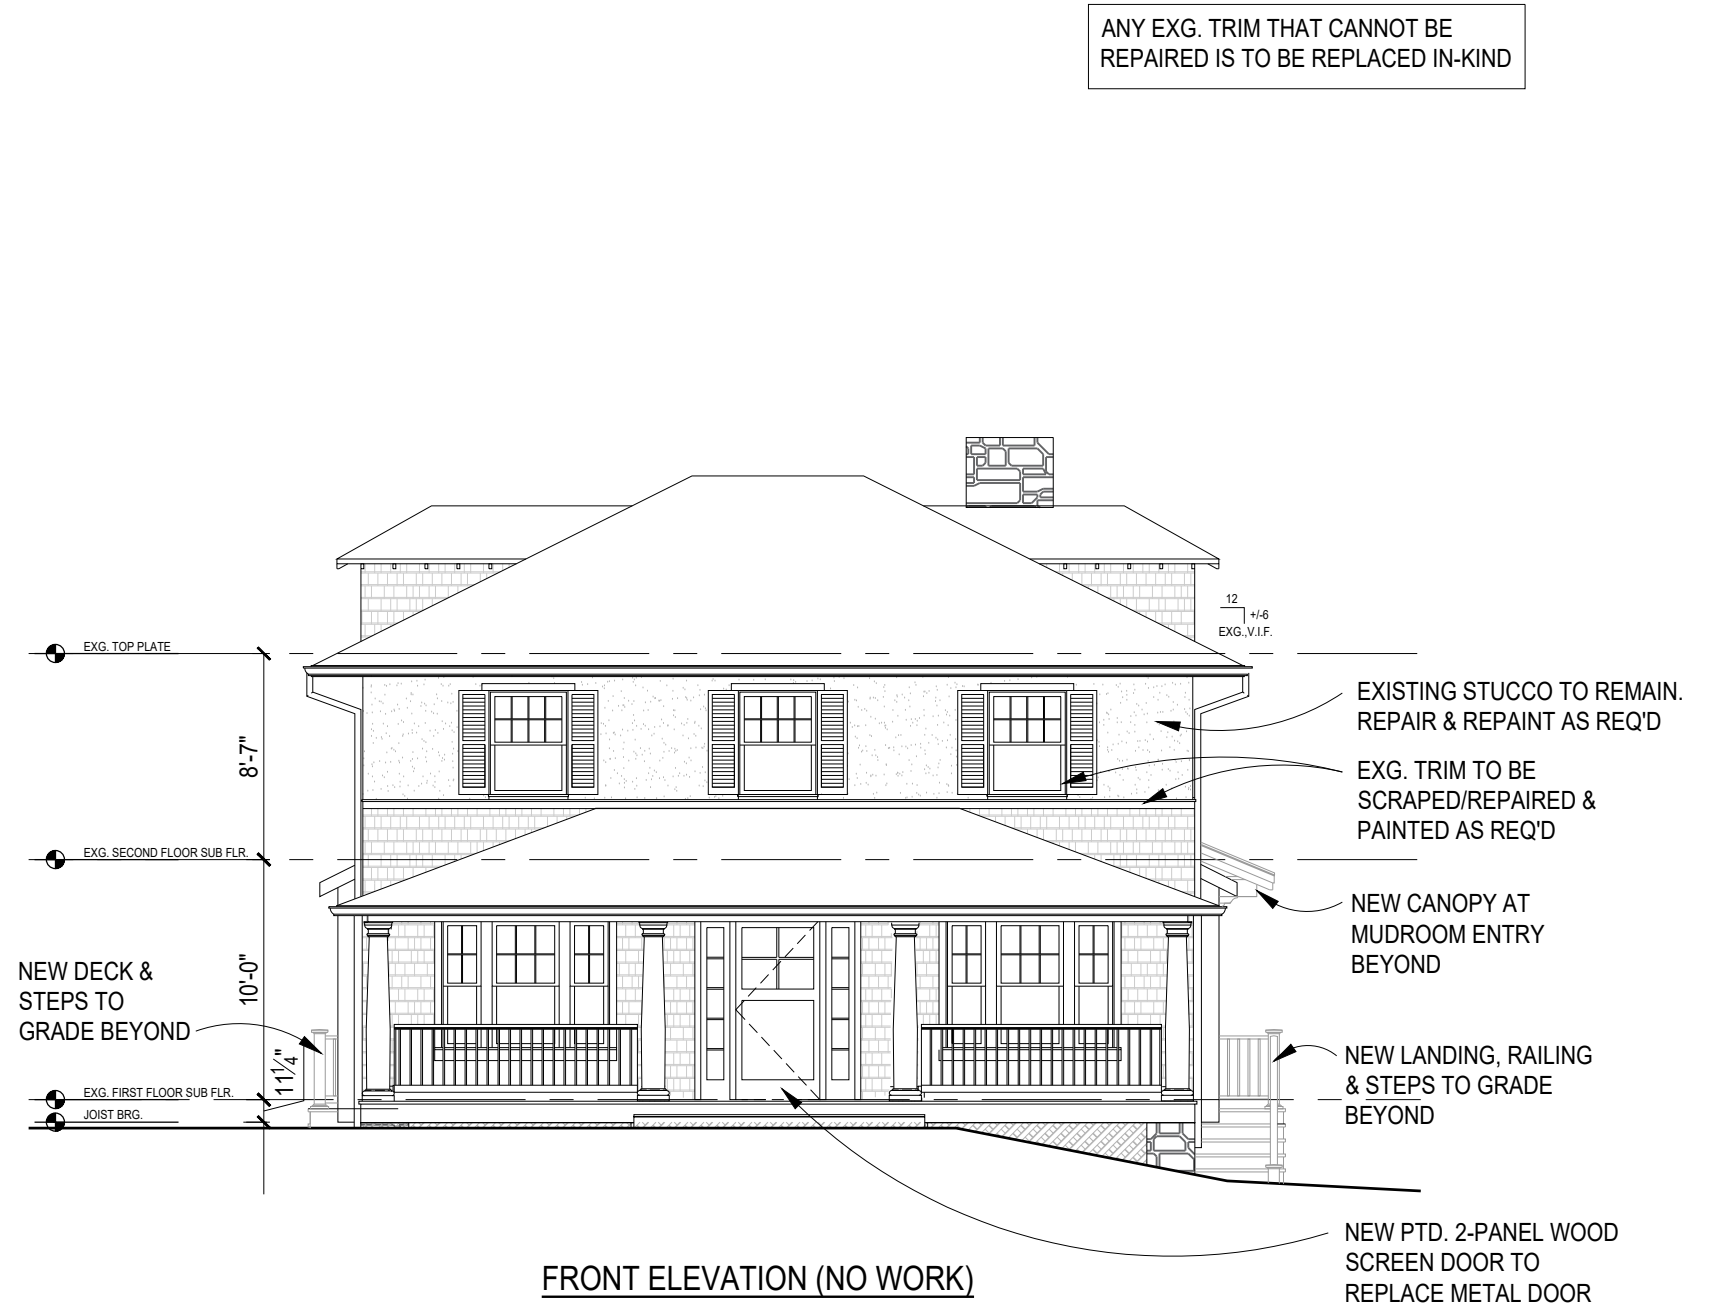 ANY EXG. TRIM THAT CANNOT BE
REPAIRED IS TO BE REPLACED IN-KIND
12
+/-6
EXG.,V.I.F.
EXG. TOP PLATE
8'-7"
EXISTING STUCCO TO REMAIN.
REPAIR & REPAINT AS REQ'D
EXG. TRIM TO BE
SCRAPED/REPAIRED &
PAINTED AS REQ'D
EXG. SECOND FLOOR SUB FLR.
NEW CANOPY AT
MUDROOM ENTRY
BEYOND
10'-0"
NEW DECK &
STEPS TO
GRADE BEYOND
11¼"
NEW LANDING, RAILING
& STEPS TO GRADE
BEYOND
EXG. FIRST FLOOR SUB FLR.
JOIST BRG.
NEW PTD. 2-PANEL WOOD
SCREEN DOOR TO
REPLACE METAL DOOR
FRONT ELEVATION (NO WORK)